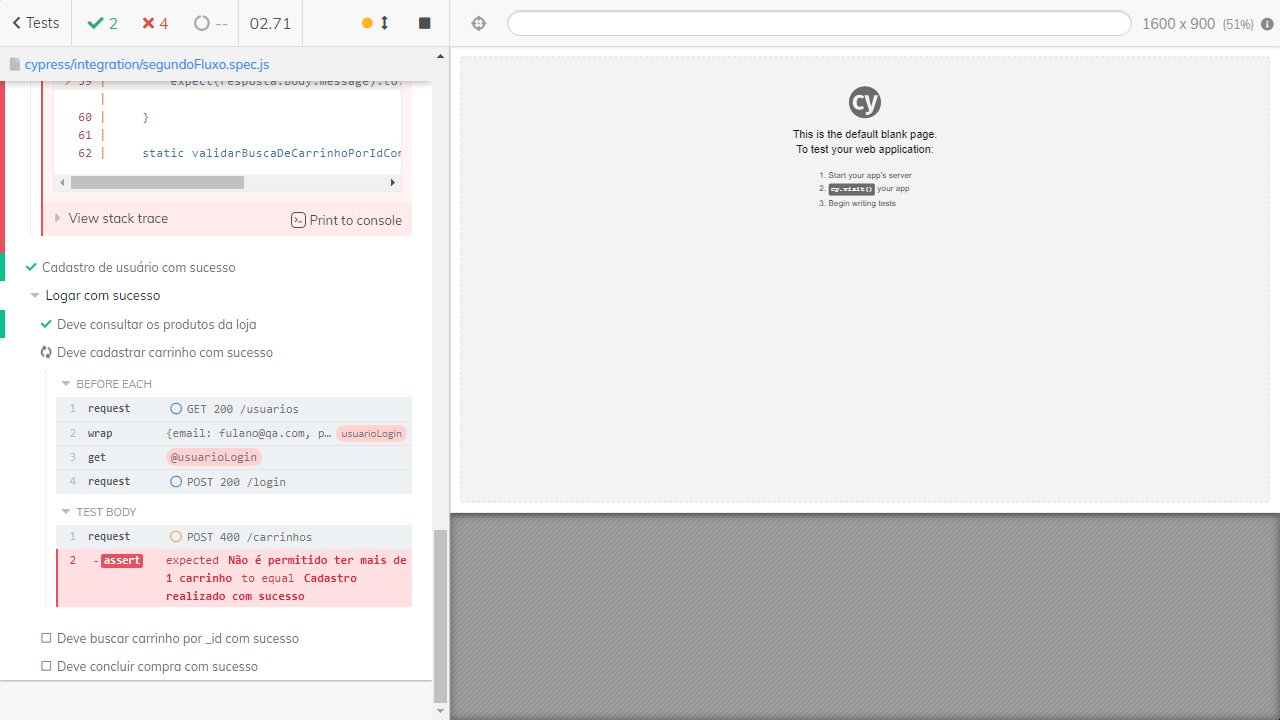 Tests
2
4
--
02.71
1600 x 900 (51%)
cypress/integration/segundoFluxo.spec.js
> 59 | expect(resposta.body.message).to.
|
60 | }
61 |
62 | static validarBuscaDeCarrinhoPorIdCom
View stack trace
Print to console
Cadastro de usuário com sucesso
Logar com sucesso
Deve consultar os produtos da loja
Deve cadastrar carrinho com sucesso
BEFORE EACH
1 request GET 200 /usuarios
2 wrap {email: fulano@qa.com, p… usuarioLogin
3 get @usuarioLogin
4 request POST 200 /login
TEST BODY
1 request POST 400 /carrinhos
2 -assert expected Não é permitido ter mais de
1 carrinho to equal Cadastro
realizado com sucesso
Deve buscar carrinho por _id com sucesso
Deve concluir compra com sucesso
cy
This is the default blank page.
To test your web application:
1. Start your app's server
2. cy.visit() your app
3. Begin writing tests